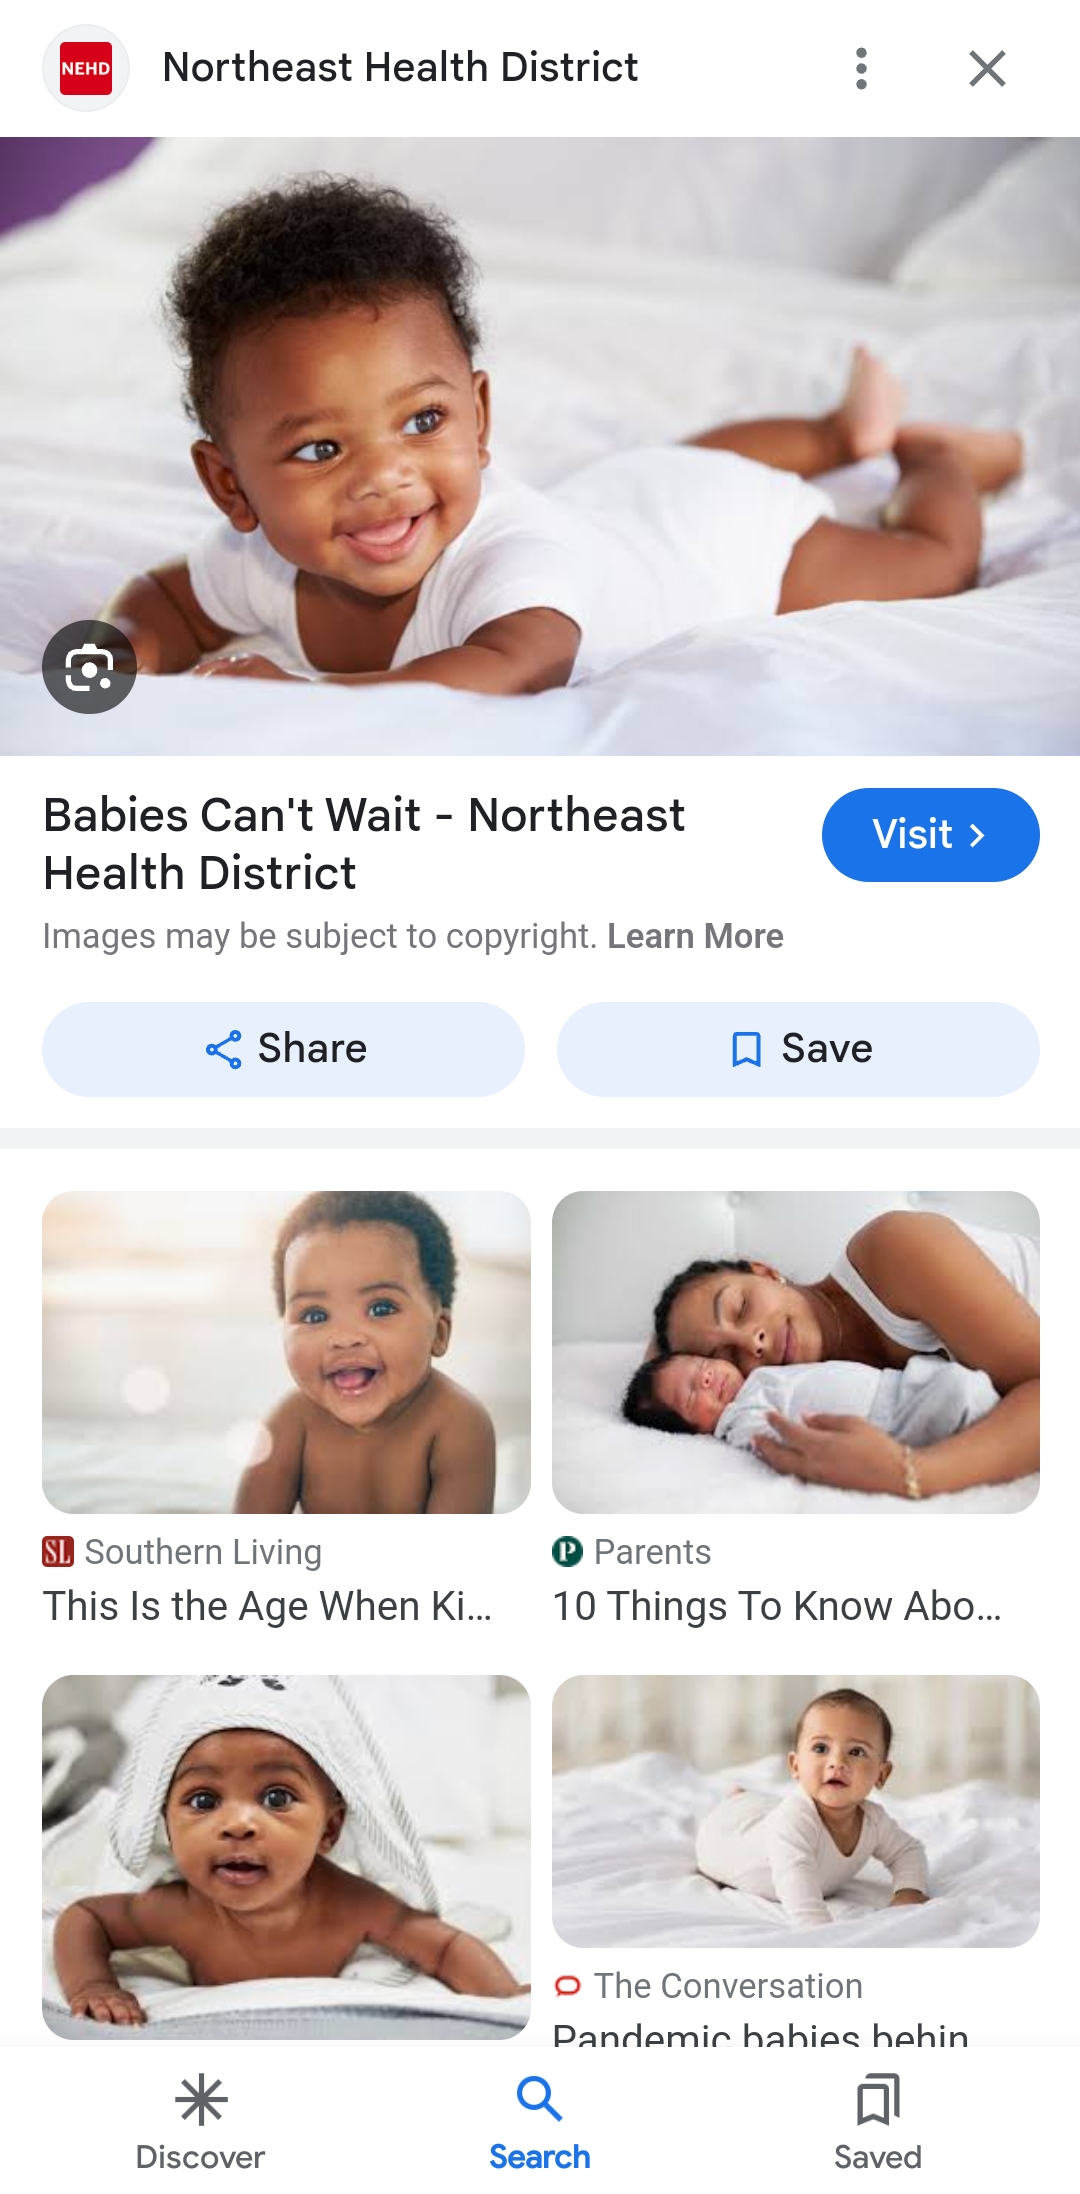 NEHD
Northeast Health District
Babies Can't Wait - Northeast
Health District
Visit
Images may be subject to copyright. Learn More
Share
Save
SL Southern Living
This Is the Age When Ki...
P Parents
10 Things To Know Abo...
The Conversation
Pandemic babies behin
Discover
Search
Saved